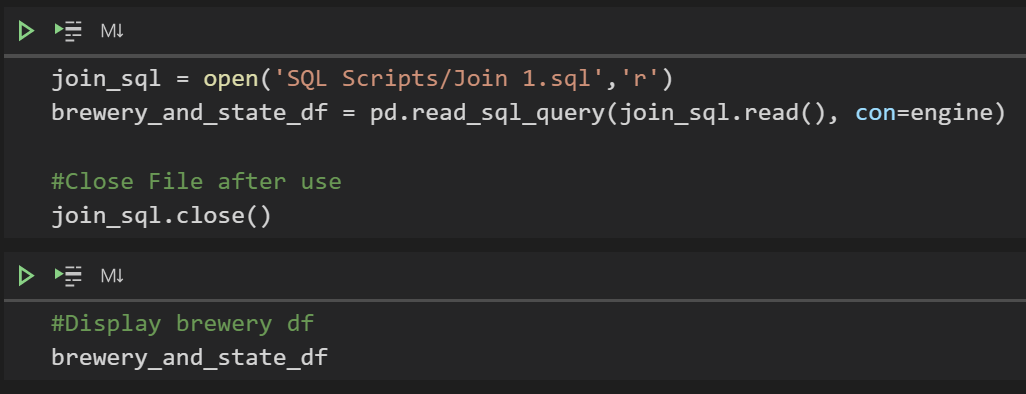 M↓
join_sql = open('SQL Scripts/Join 1.sql','r')
brewery_and_state_df = pd.read_sql_query(join_sql.read(), con=engine)
#Close File after use
join_sql.close()
M↓
#Display brewery df
brewery_and_state_df